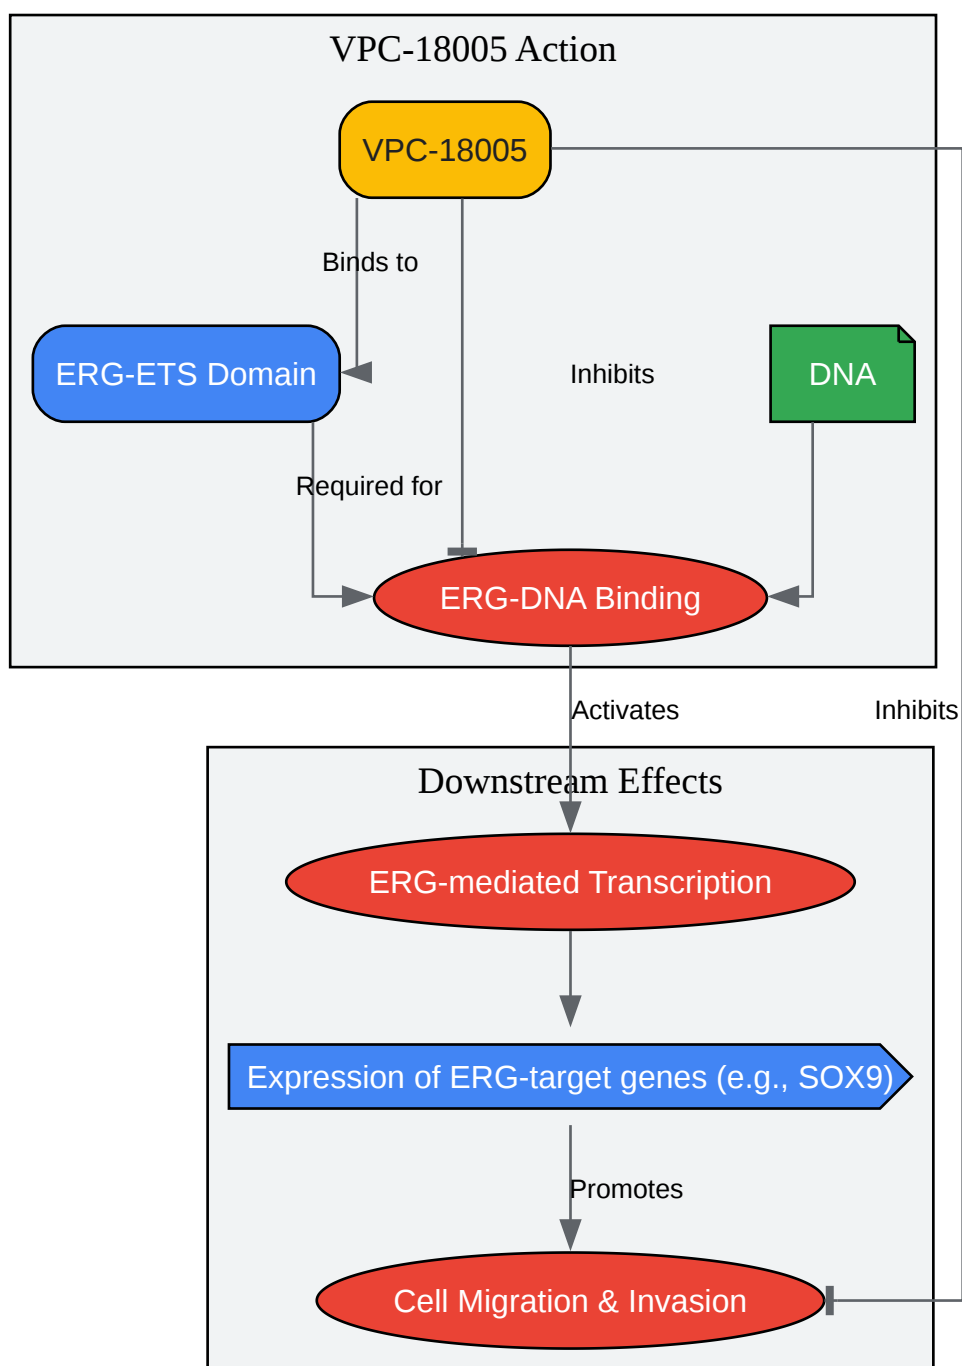 VPC-18005 Action
VPC-18005
Binds to
ERG-ETS Domain
Inhibits
DNA
Required for
ERG-DNA Binding
Activates
Inhibits
Downstream Effects
ERG-mediated Transcription
Expression of ERG-target genes (e.g., SOX9)
Promotes
Cell Migration & Invasion